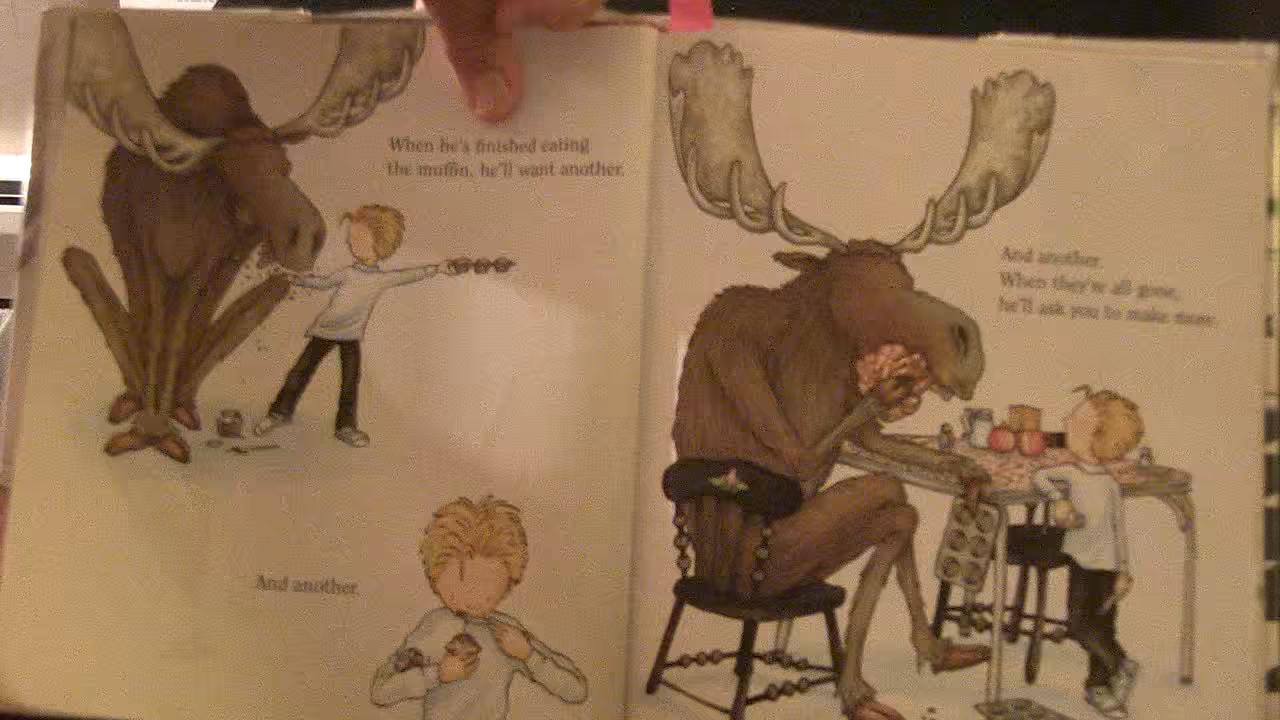 When he's finished eating
the muffin, he'll want another.
And another.
And another.
When they're all gone,
he'll ask you to make more.